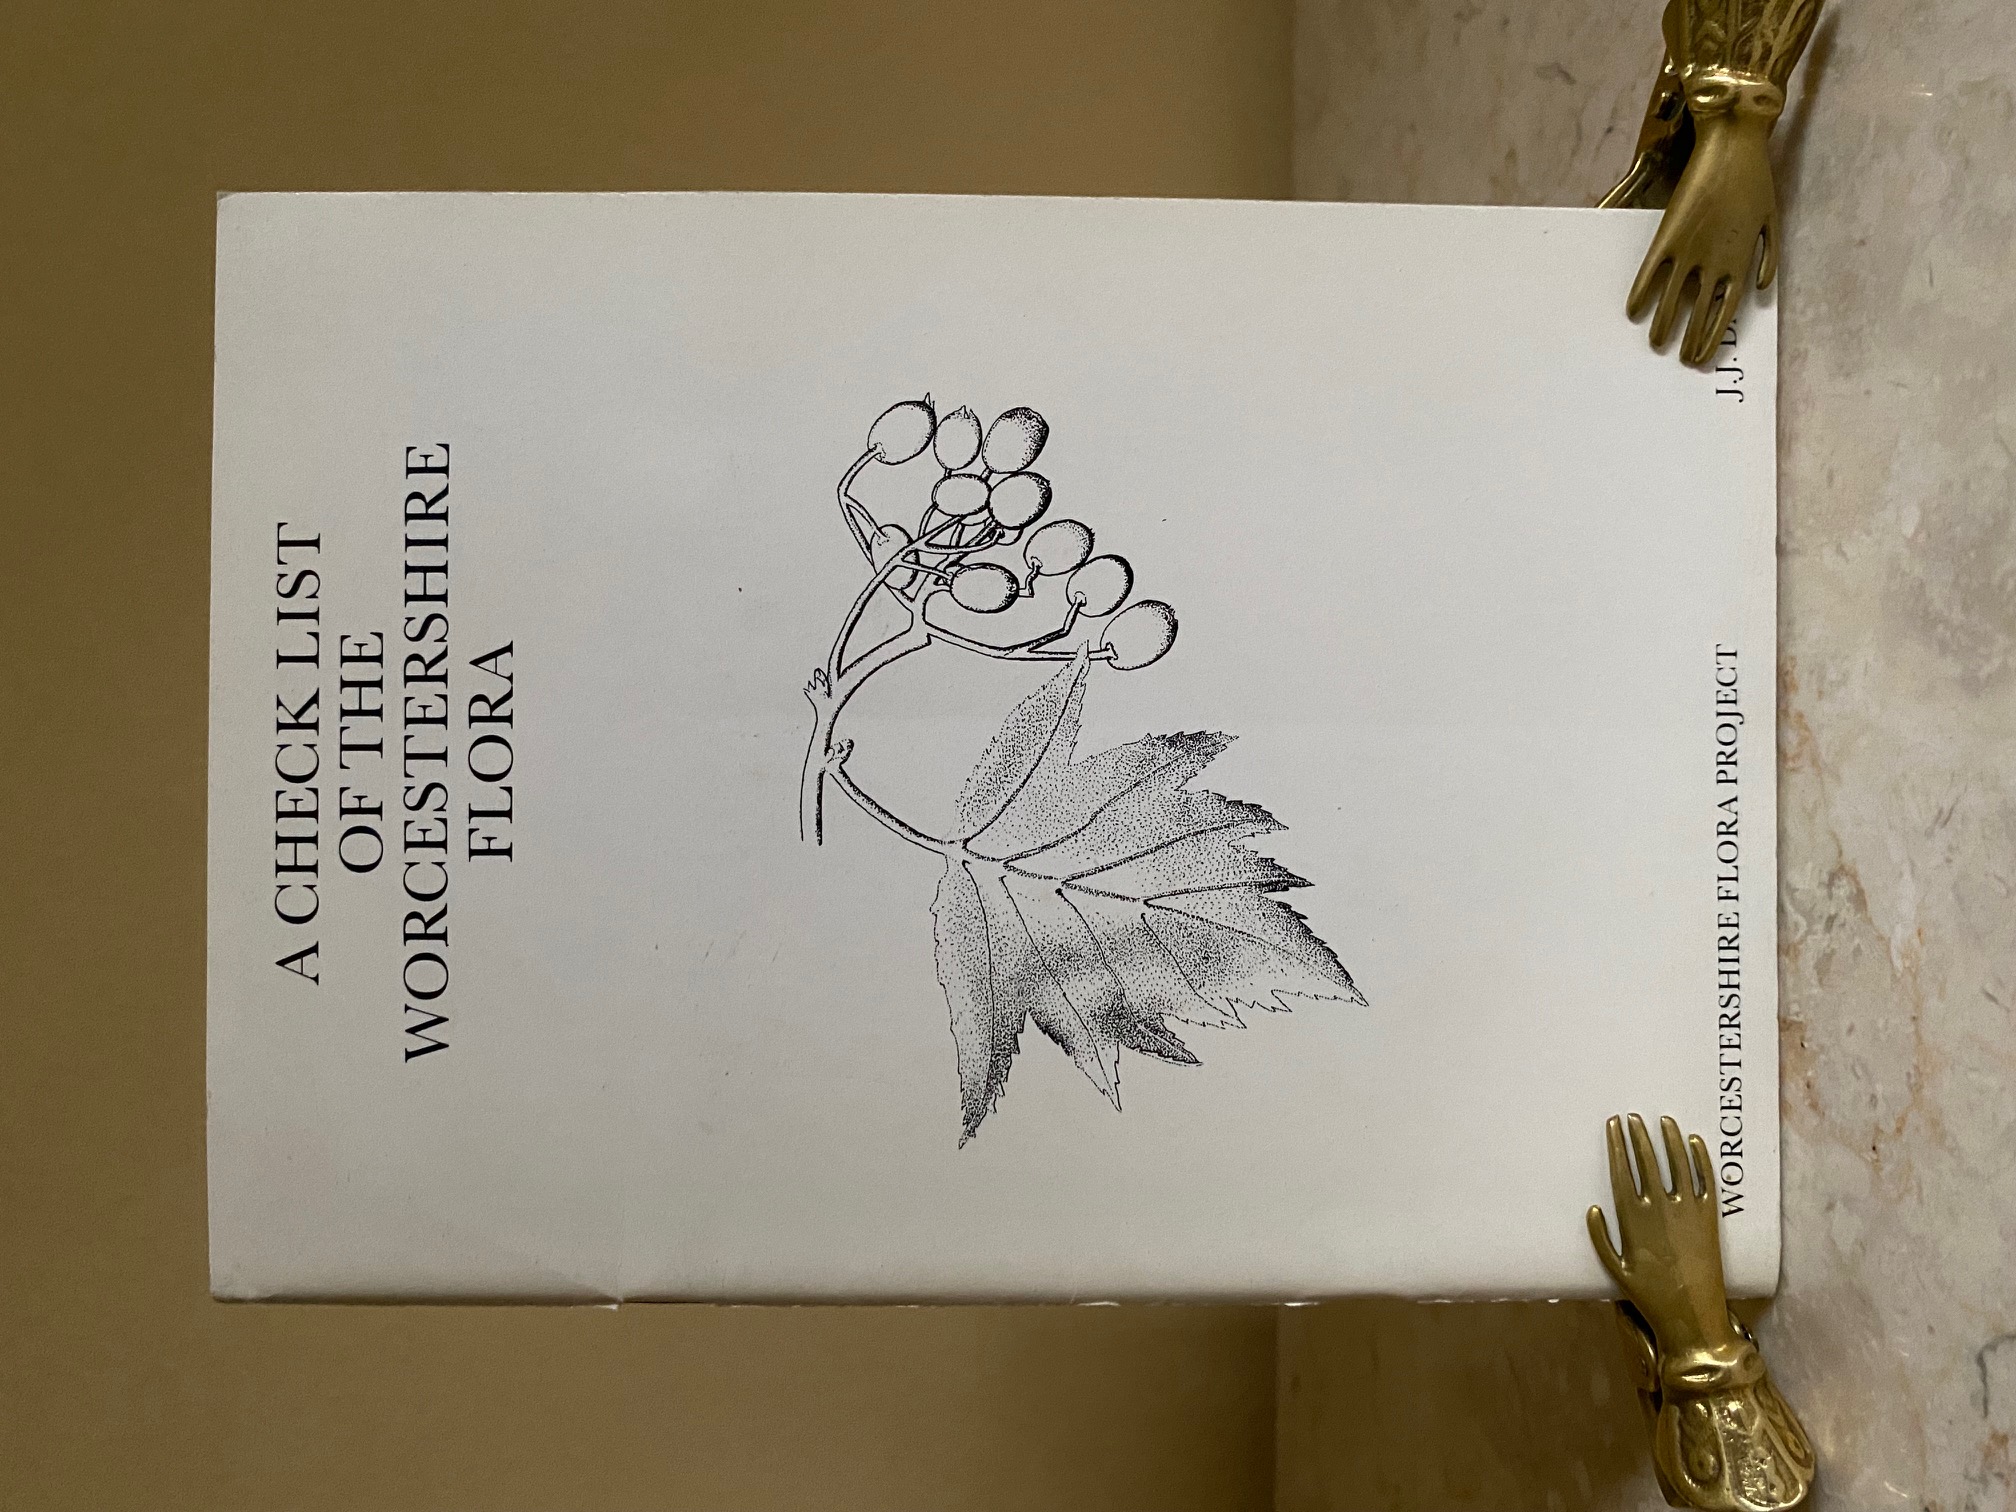 A CHECK LIST
OF THE
WORCESTERSHIRE
FLORA
WORCESTERSHIRE FLORA PROJECT
J.J.